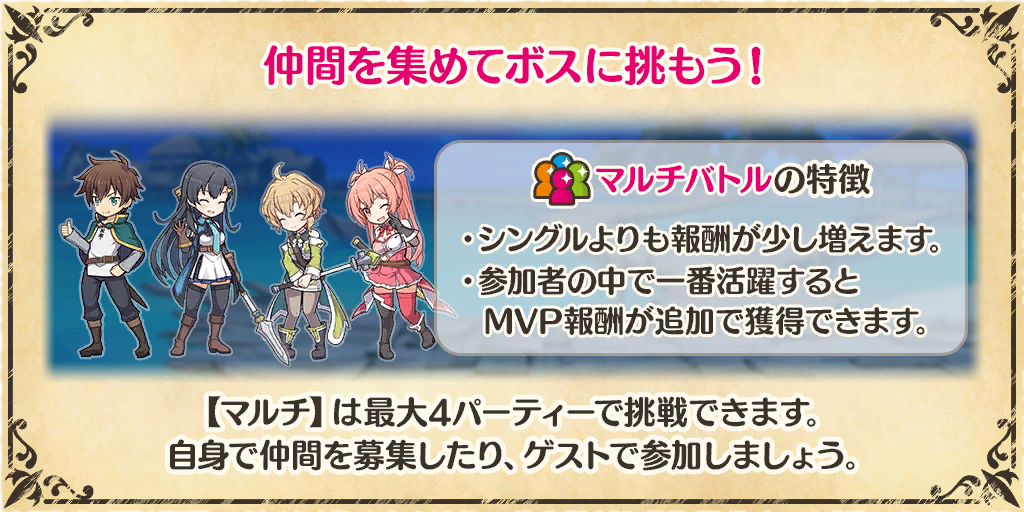 仲間を集めてボスに挑もう！
マルチバトルの特徴
・シングルよりも報酬が少し増えます。
・参加者の中で一番活躍すると
MVP報酬が追加で獲得できます。
【マルチ】は最大4パーティーで挑戦できます。
自身で仲間を募集したり、ゲストで参加しましょう。